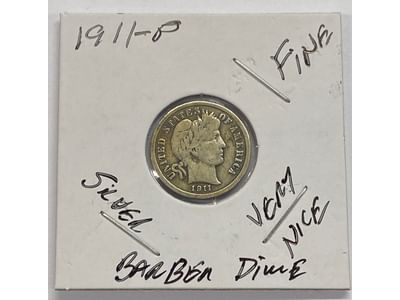 1911-P
FINE
UNITED STATES OF AMERICA
1911
SILVER
VERY
NICE
BARBER DIME